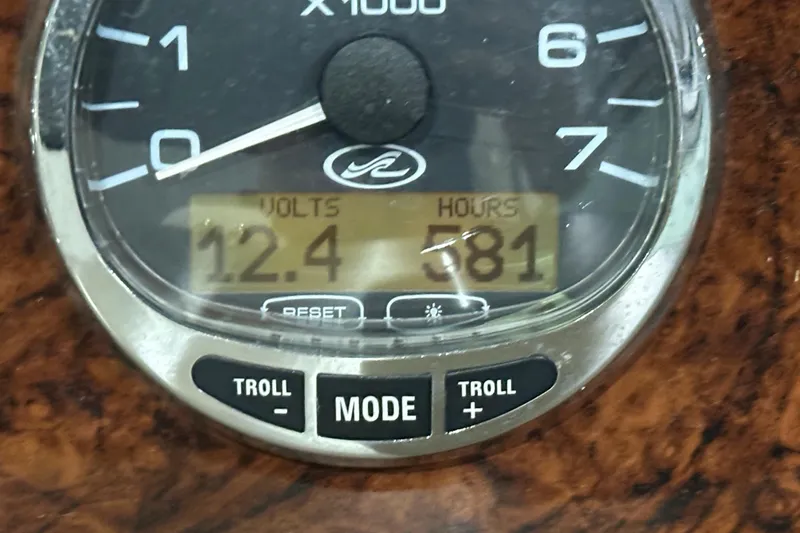 X1000
1 6
0 7
VOLTS HOURS
12.4 581
RESET
TROLL - MODE TROLL +